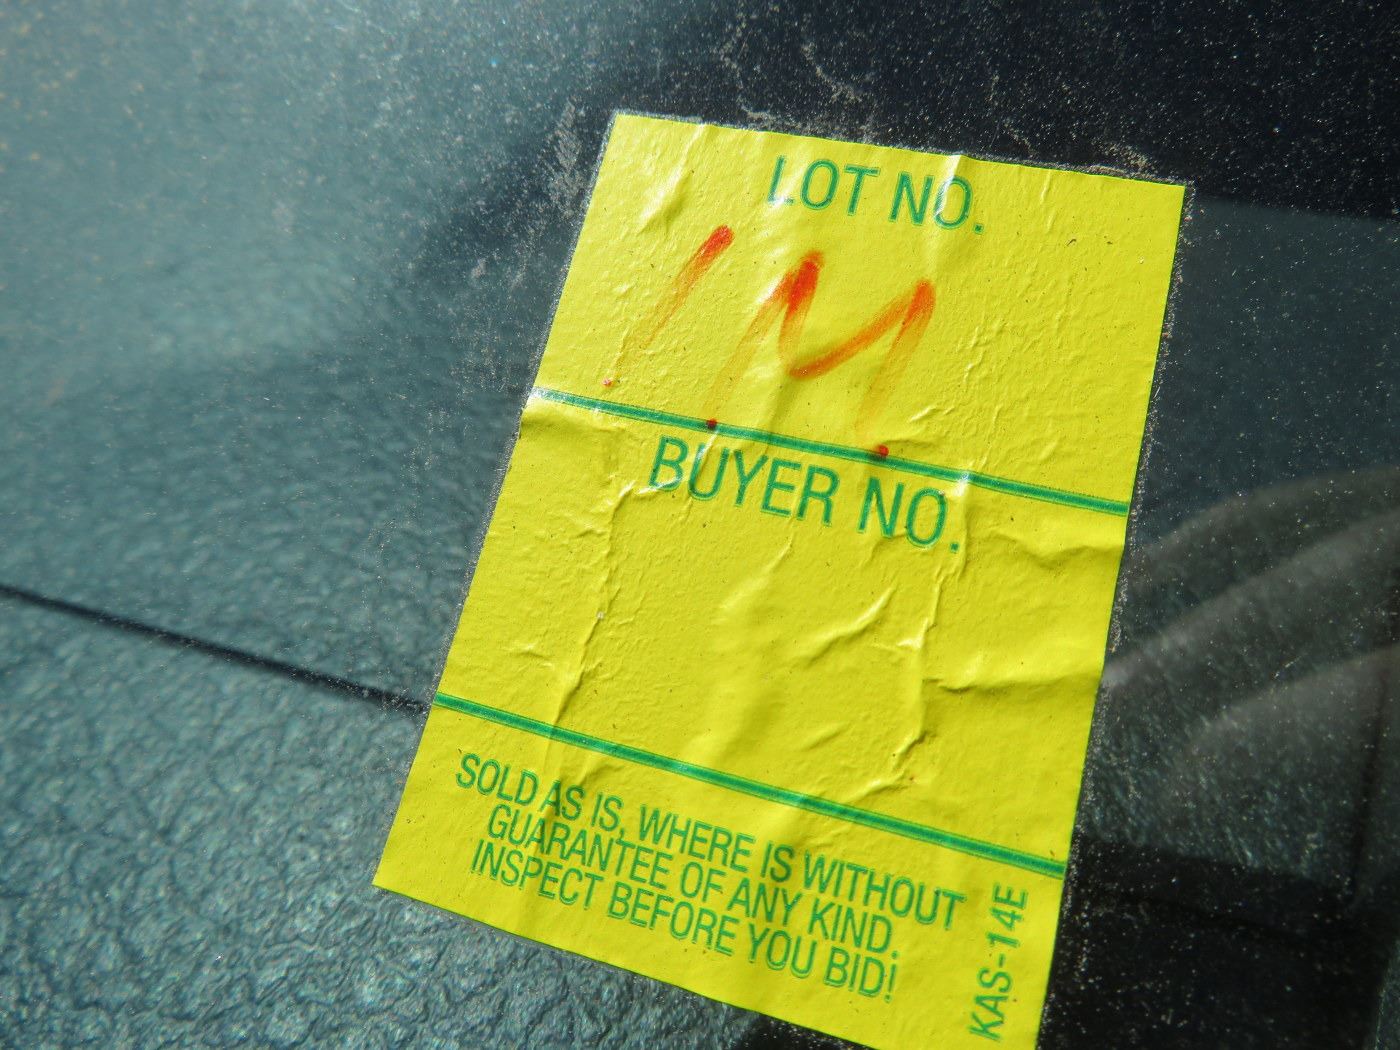 LOT NO.
1M
BUYER NO.
SOLD AS IS, WHERE IS WITHOUT
GUARANTEE OF ANY KIND.
INSPECT BEFORE YOU BID!
KAS-14E